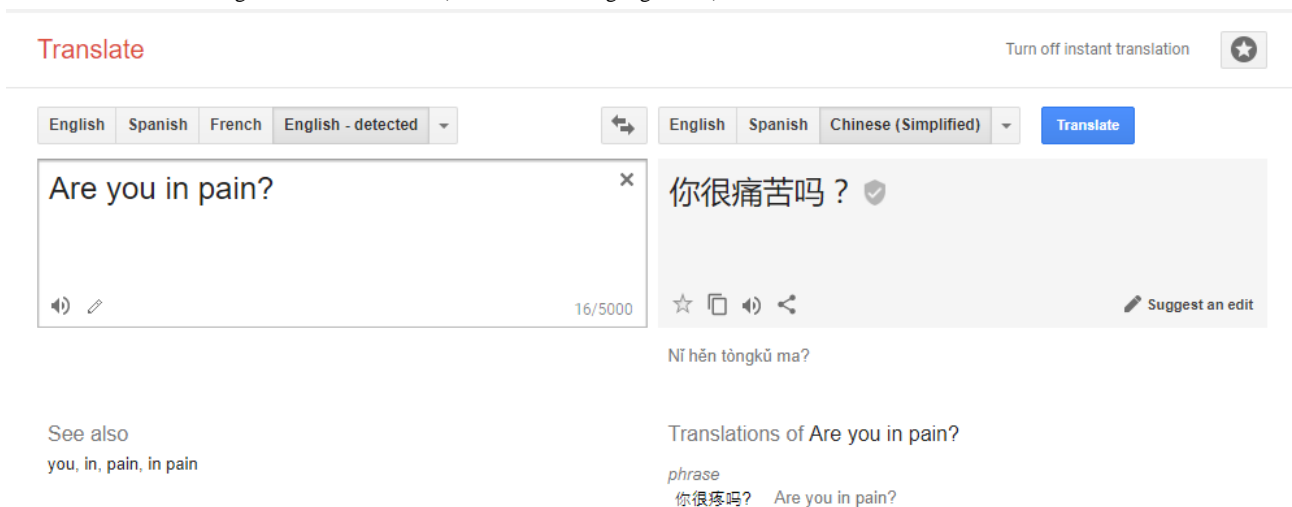 Translate
Turn off instant translation
English Spanish French English - detected
English Spanish Chinese (Simplified) Translate
Are you in pain?
你很痛苦吗？
16/5000
Suggest an edit
Nǐ hěn tòngkǔ ma?
See also
you, in, pain, in pain
Translations of Are you in pain?
phrase
你很疼吗? Are you in pain?